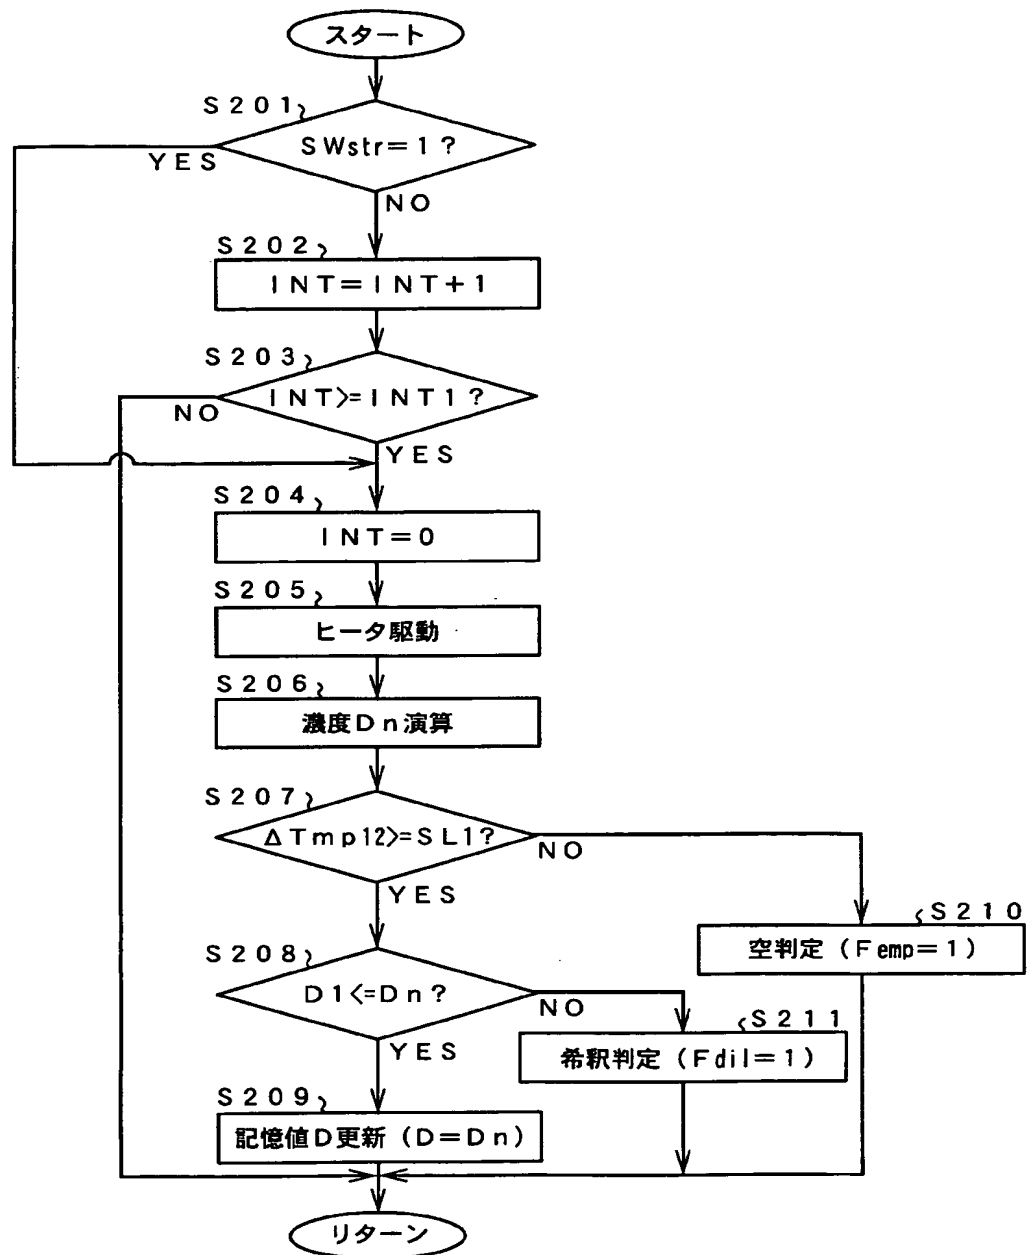 スタート
S201
SWstr=1?
YES
NO
S202
INT=INT+1
S203
INT>=INT1?
NO
YES
S204
INT=0
S205
ヒータ駆動
S206
濃度Dn演算
S207
ΔTmp12>=SL1?
NO
YES
S210
空判定(Femp=1)
S208
D1<=Dn?
NO
YES
S211
希釈判定(Fdil=1)
S209
記憶値D更新(D=Dn)
リターン